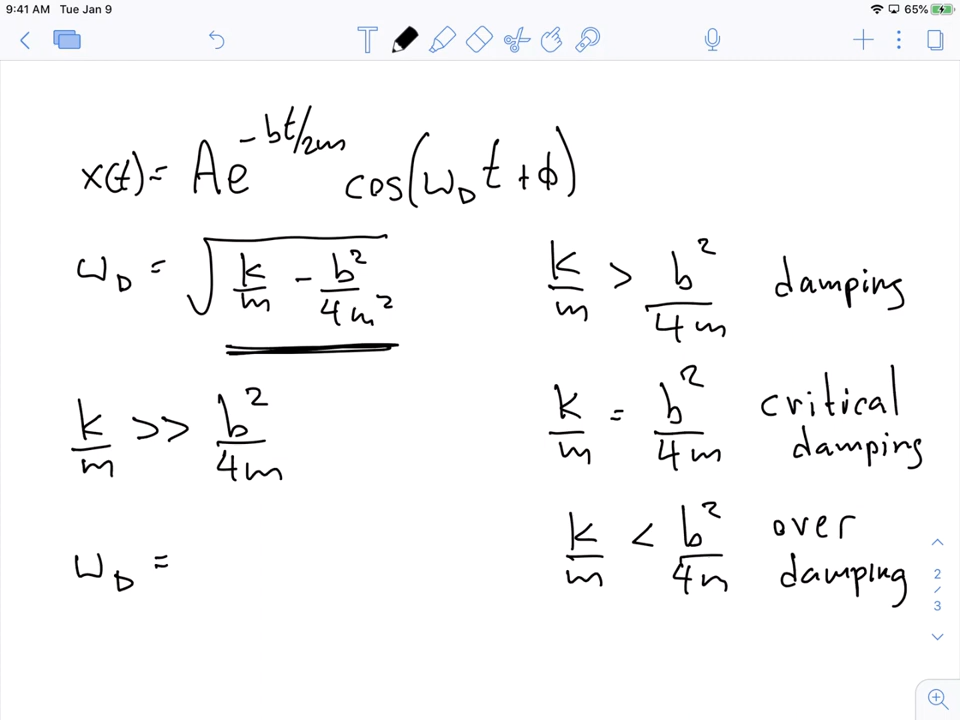 9:41 AM Tue Jan 9
65%
x(t) = Ae^{-bt/2m} cos(ω_D t + ϕ)
ω_D = √(k/m - b²/4m²)
k/m >> b²/4m
ω_D =
k/m > b²/4m damping
k/m = b²/4m critical damping
k/m < b²/4m over damping
T
2
/
3